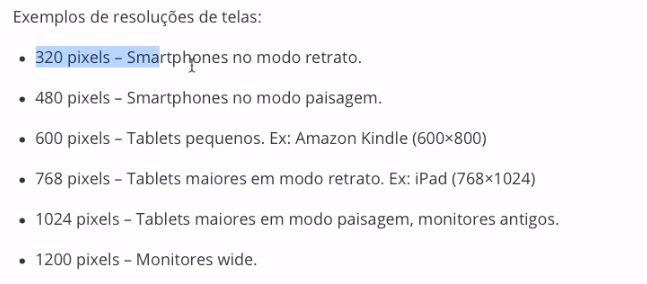 Exemplos de resoluções de telas:
• 320 pixels – Smartphones no modo retrato.
• 480 pixels – Smartphones no modo paisagem.
• 600 pixels – Tablets pequenos. Ex: Amazon Kindle (600×800)
• 768 pixels – Tablets maiores em modo retrato. Ex: iPad (768×1024)
• 1024 pixels – Tablets maiores em modo paisagem, monitores antigos.
• 1200 pixels – Monitores wide.